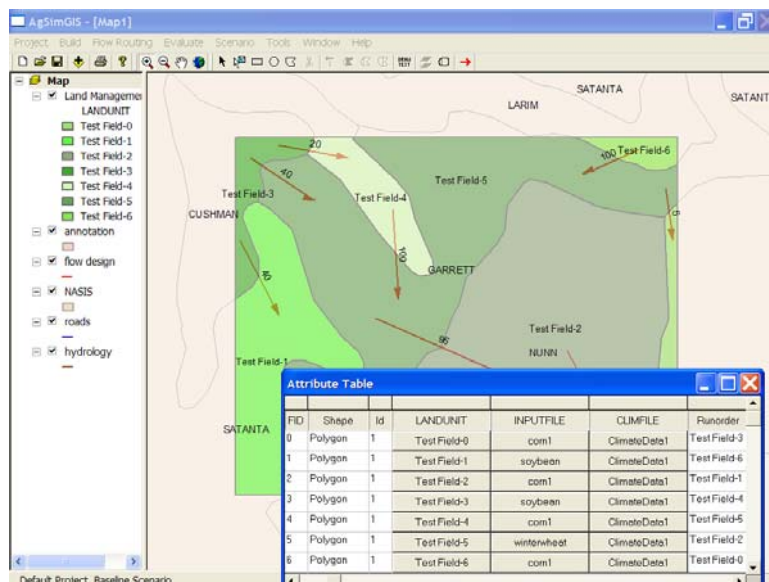 AgSimGIS - [Map1]
Project Build Flow Routing Evaluate Scenario Tools Window Help
MENU TEXT
Map
Land Managemen
LANDUNIT
Test Field-0
Test Field-1
Test Field-2
Test Field-3
Test Field-4
Test Field-5
Test Field-6
annotation
flow design
NASIS
roads
hydrology
SATANTA
LARIM
SATANT
20
100
Test Field-6
40
Test Field-5
Test Field-3
Test Field-4
5
CUSHMAN
100
GARRETT
40
96
Test Field-2
NUNN
Test Field-1
SATANTA
Attribute Table
FID Shape Id LANDUNIT INPUTFILE CLIMFILE Runorder
0 Polygon 1 Test Field-0 corn1 ClimateData1 Test Field-3
1 Polygon 1 Test Field-1 soybean ClimateData1 Test Field-6
2 Polygon 1 Test Field-2 corn1 ClimateData1 Test Field-1
3 Polygon 1 Test Field-3 soybean ClimateData1 Test Field-4
4 Polygon 1 Test Field-4 corn1 ClimateData1 Test Field-5
5 Polygon 1 Test Field-5 winterwheat ClimateData1 Test Field-2
6 Polygon 1 Test Field-6 corn1 ClimateData1 Test Field-0
Default Project, Baseline Scenario